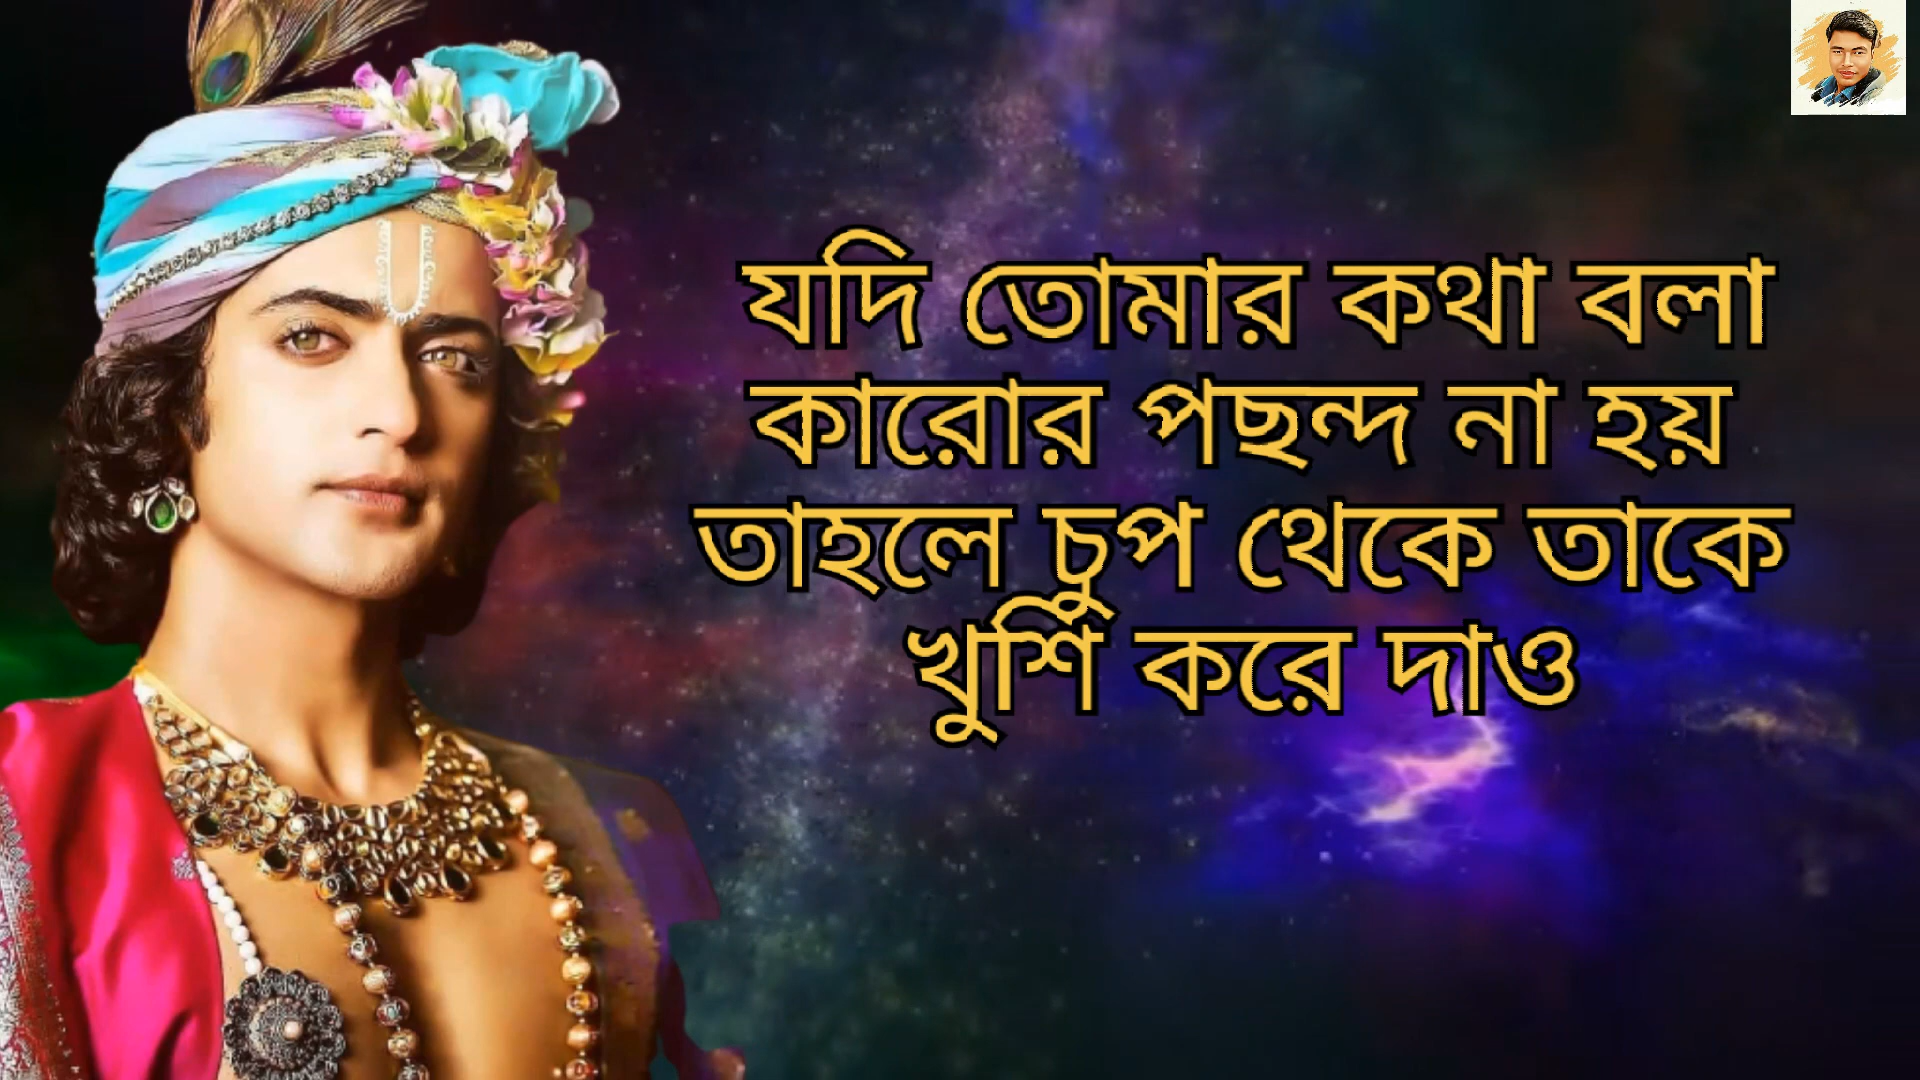 যদি তোমার কথা বলা
কারোর পছন্দ না হয়
তাহলে চুপ থেকে তাকে
খুশি করে দাও